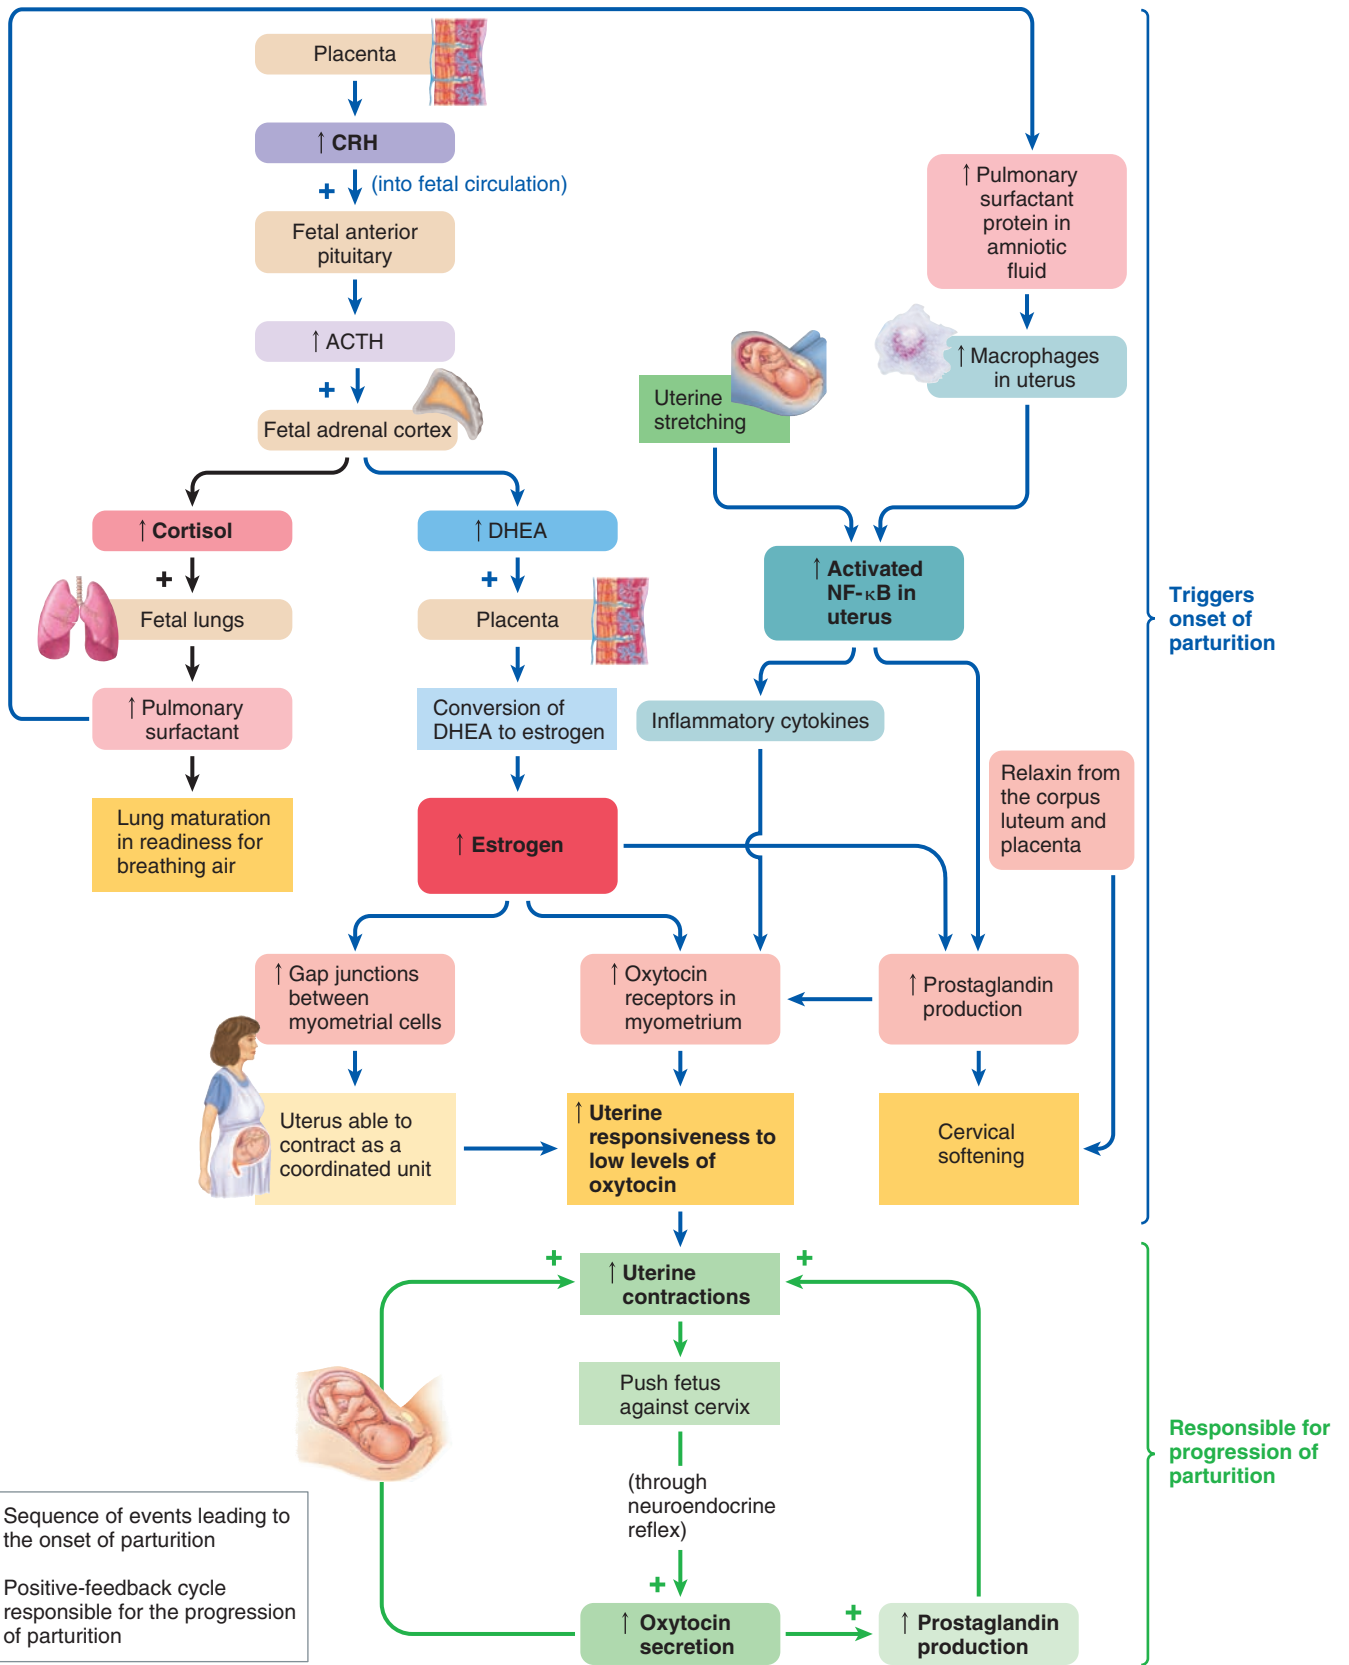 Placenta
↑ CRH
+ (into fetal circulation)
Fetal anterior
pituitary
↑ ACTH
+
Fetal adrenal cortex
↑ Cortisol
+
Fetal lungs
↑ Pulmonary
surfactant
Lung maturation
in readiness for
breathing air
↑ DHEA
+
Placenta
Conversion of
DHEA to estrogen
↑ Estrogen
↑ Pulmonary
surfactant
protein in
amniotic
fluid
↑ Macrophages
in uterus
Uterine
stretching
↑ Activated
NF-κB in
uterus
Inflammatory cytokines
Relaxin from
the corpus
luteum and
placenta
↑ Gap junctions
between
myometrial cells
↑ Oxytocin
receptors in
myometrium
↑ Prostaglandin
production
Uterus able to
contract as a
coordinated unit
↑ Uterine
responsiveness to
low levels of
oxytocin
Cervical
softening
Triggers
onset of
parturition
+ +
↑ Uterine
contractions
Push fetus
against cervix
(through
neuroendocrine
reflex)
+
↑ Oxytocin
secretion
+
↑ Prostaglandin
production
Responsible for
progression of
parturition
Sequence of events leading to
the onset of parturition
Positive-feedback cycle
responsible for the progression
of parturition